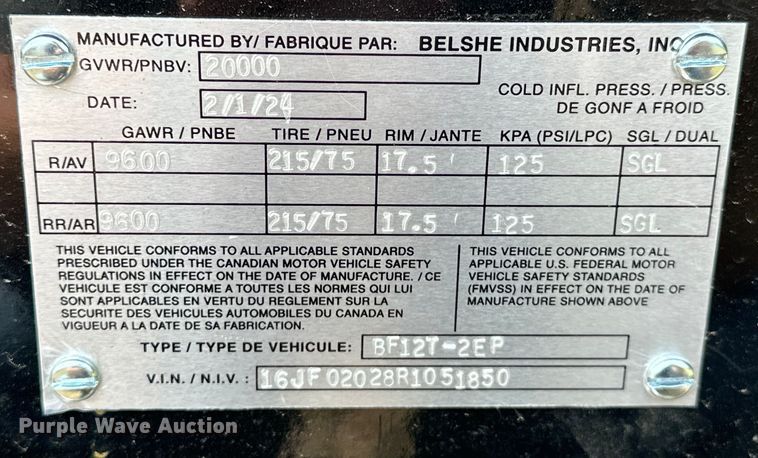 MANUFACTURED BY/ FABRIQUE PAR: BELSHE INDUSTRIES, INC
GVWR/PNBV: 20000
COLD INFL. PRESS. / PRESS.
DATE: 2/1/24
DE GONF A FROID
GAWR / PNBE TIRE / PNEU RIM / JANTE KPA (PSI/LPC) SGL / DUAL
R/AV 9600 215/75 17.5 ' 125 SGL
RR/AR 9600 215/75 17.5 ' 125 SGL
THIS VEHICLE CONFORMS TO ALL APPLICABLE STANDARDS
PRESCRIBED UNDER THE CANADIAN MOTOR VEHICLE SAFETY
REGULATIONS IN EFFECT ON THE DATE OF MANUFACTURE. / CE
VEHICULE EST CONFORME A TOUTES LES NORMES QUI LUI
SONT APPLICABLES EN VERTU DU REGLEMENT SUR LA
SECURITE DES VEHICULES AUTOMOBILES DU CANADA EN
VIGUEUR A LA DATE DE SA FABRICATION.
THIS VEHICLE CONFORMS TO ALL
APPLICABLE U.S. FEDERAL MOTOR
VEHICLE SAFETY STANDARDS
(FMVSS) IN EFFECT ON THE DATE OF
MANUFACTURE SHOWN ABOVE
TYPE / TYPE DE VEHICULE: BF12T-2EP
V.I.N. / N.I.V. : 16JF02028R1051850
Purple Wave Auction